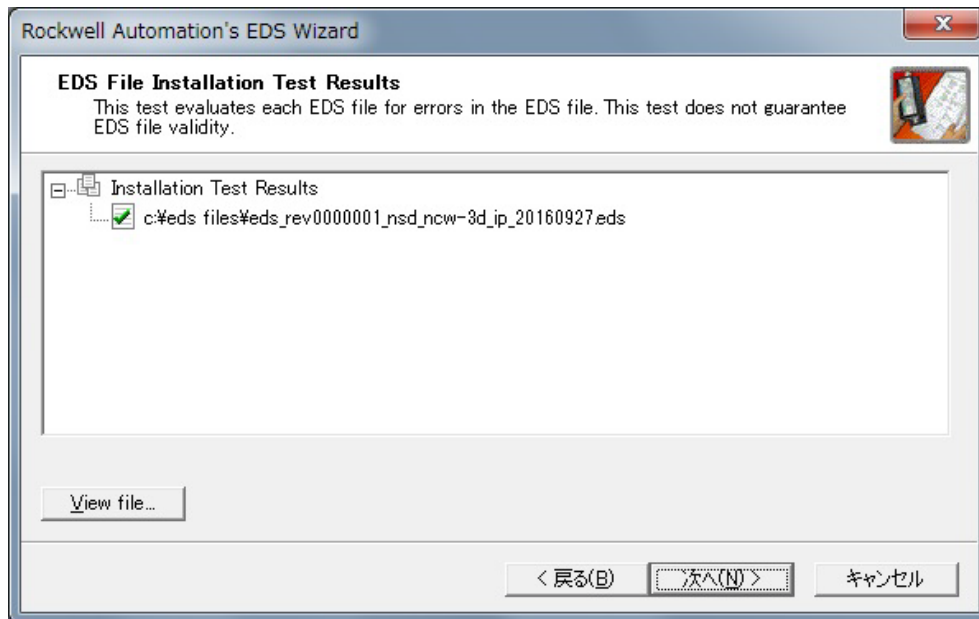 Rockwell Automation's EDS Wizard
EDS File Installation Test Results
This test evaluates each EDS file for errors in the EDS file. This test does not guarantee
EDS file validity.
Installation Test Results
c:¥eds files¥eds_rev0000001_nsd_ncw-3d_ip_20160927.eds
View file...
< 戻る(B)
次へ(N) >
キャンセル